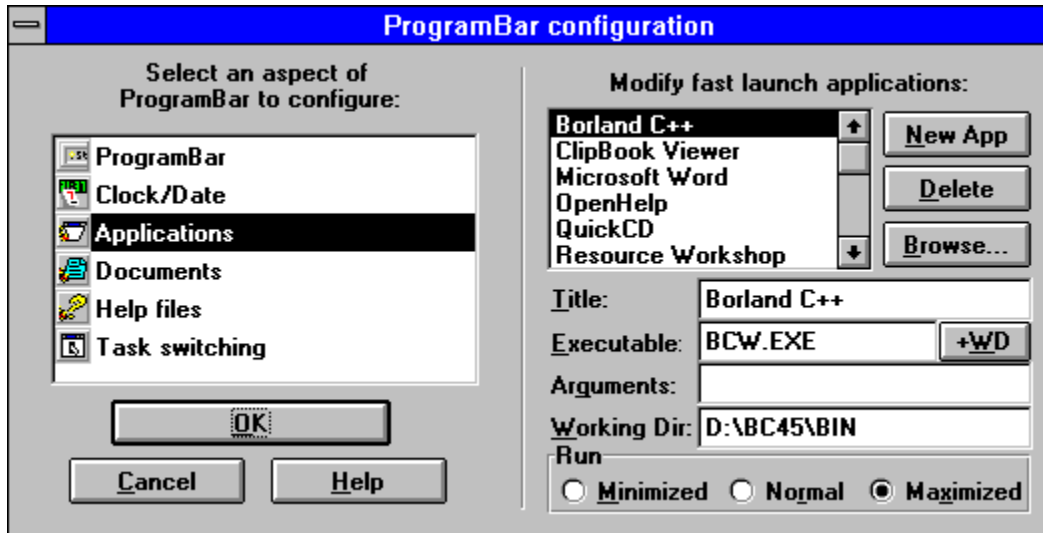 ProgramBar configuration
Select an aspect of
ProgramBar to configure:
ProgramBar
Clock/Date
Applications
Documents
Help files
Task switching
OK
Cancel
Help
Modify fast launch applications:
Borland C++
ClipBook Viewer
Microsoft Word
OpenHelp
QuickCD
Resource Workshop
New App
Delete
Browse...
Title: Borland C++
Executable: BCW.EXE +WD
Arguments:
Working Dir: D:\BC45\BIN
Run
Minimized Normal Maximized